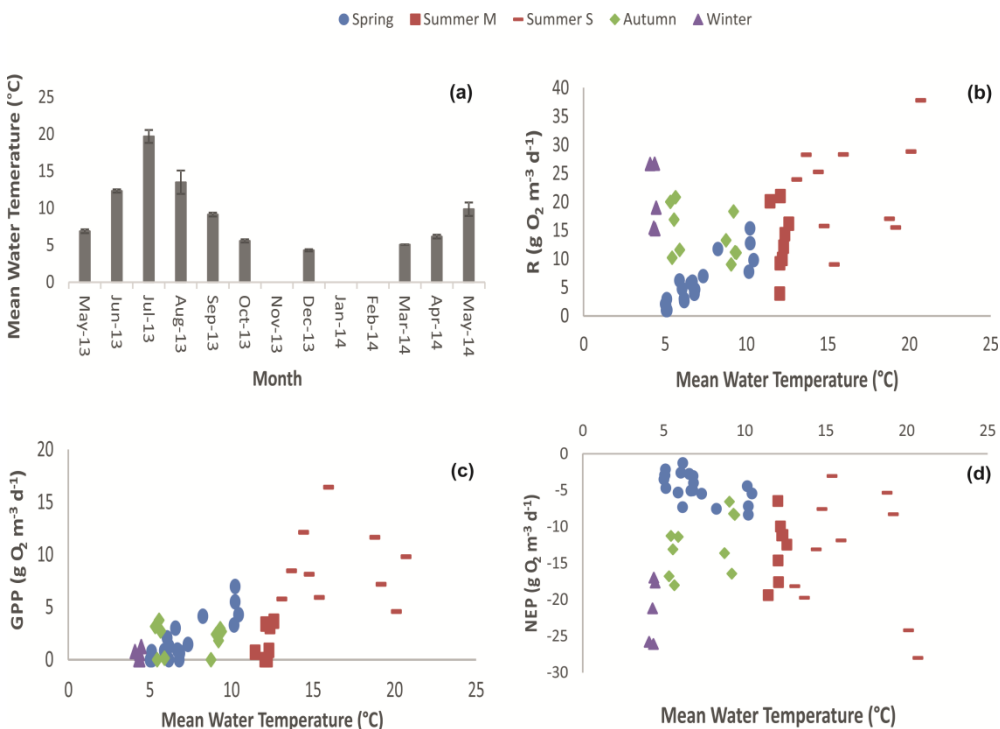 Spring Summer M Summer S Autumn Winter
(a)
Mean Water Temerature (°C)
25
20
15
10
5
0
May-13 Jun-13 Jul-13 Aug-13 Sep-13 Oct-13 Nov-13 Dec-13 Jan-14 Feb-14 Mar-14 Apr-14 May-14
Month
(b)
R (g O₂ m⁻³ d⁻¹)
40
35
30
25
20
15
10
5
0
0 5 10 15 20 25
Mean Water Temperature (°C)
(c)
GPP (g O₂ m⁻³ d⁻¹)
20
15
10
5
0
0 5 10 15 20 25
Mean Water Temperature (°C)
Mean Water Temperature (°C)
0 5 10 15 20 25
(d)
NEP (g O₂ m⁻³ d⁻¹)
0
-5
-10
-15
-20
-25
-30